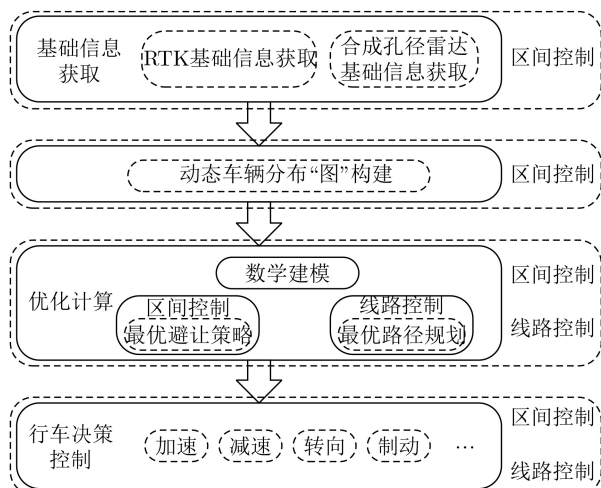 基础信息
获取
RTK基础信息获取
合成孔径雷达
基础信息获取
区间控制
动态车辆分布“图”构建
区间控制
数学建模
优化计算
区间控制
最优避让策略
线路控制
最优路径规划
区间控制
线路控制
行车决策
控制
加速
减速
转向
制动
…
区间控制
线路控制